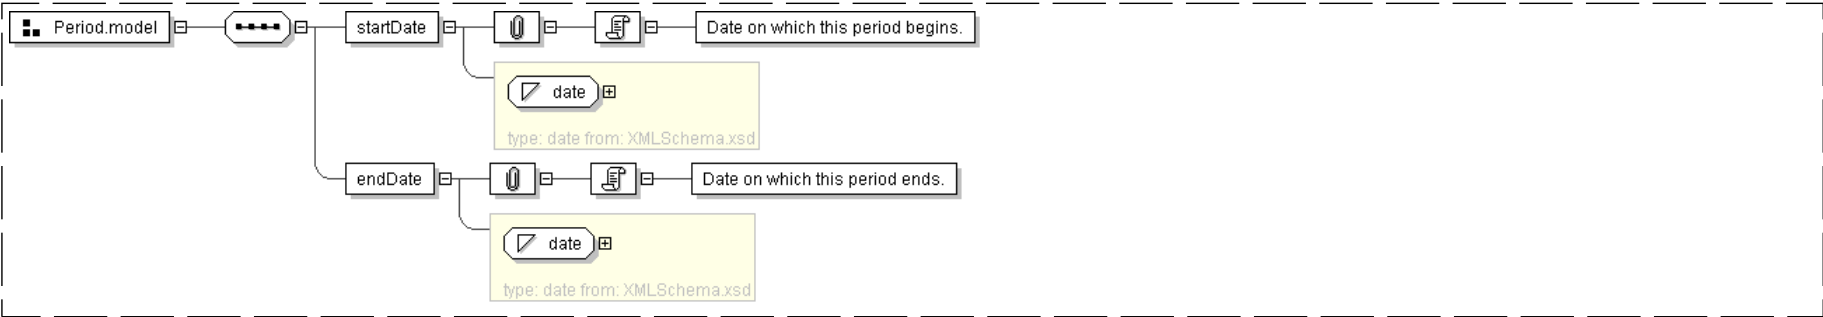 Period.model
startDate
Date on which this period begins.
date
type: date from: XMLSchema.xsd
endDate
Date on which this period ends.
date
type: date from: XMLSchema.xsd